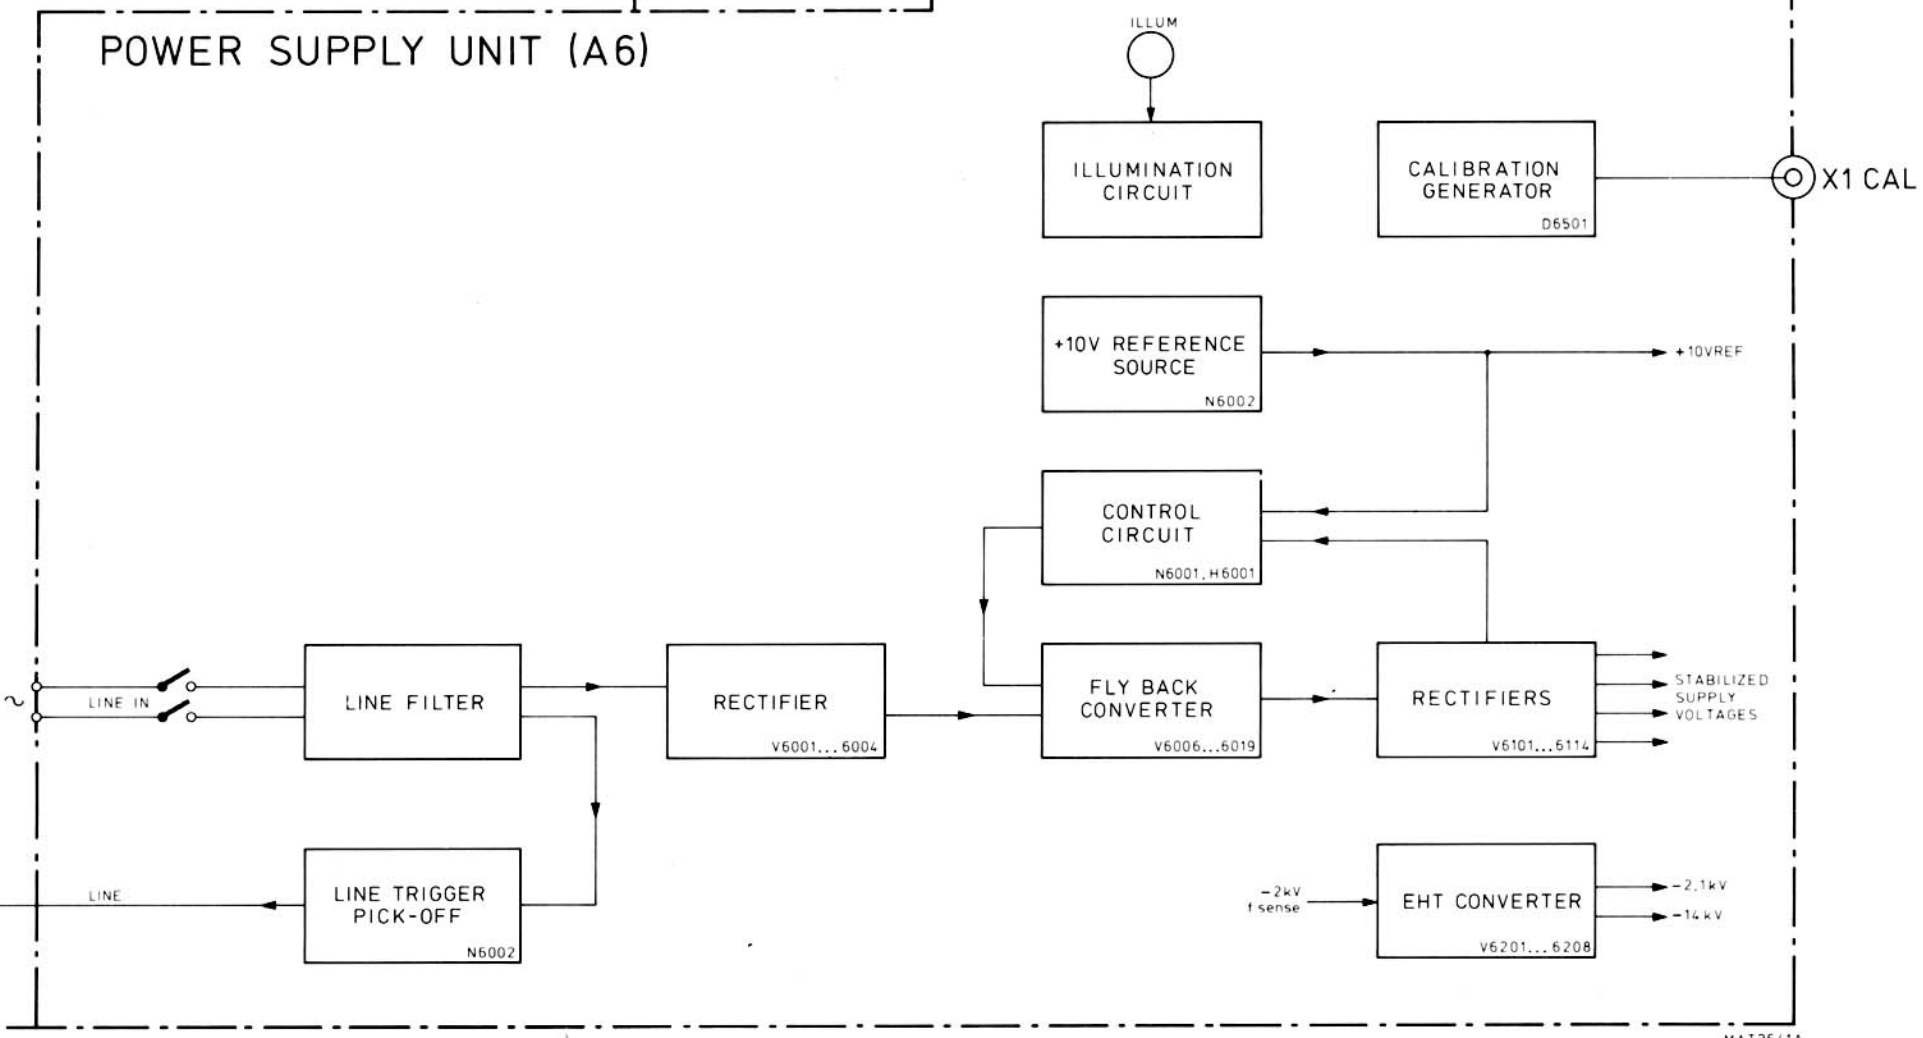 POWER SUPPLY UNIT (A6)
ILLUM
ILLUMINATION
CIRCUIT
CALIBRATION
GENERATOR
D6501
X1 CAL
+10V REFERENCE
SOURCE
N6002
+10VREF
CONTROL
CIRCUIT
N6001, H6001
~
LINE IN
LINE FILTER
RECTIFIER
V6001...6004
FLY BACK
CONVERTER
V6006...6019
RECTIFIERS
V6101...6114
STABILIZED
SUPPLY
VOLTAGES
LINE
LINE TRIGGER
PICK-OFF
N6002
-2kV
f sense
EHT CONVERTER
V6201...6208
-2,1kV
-14kV